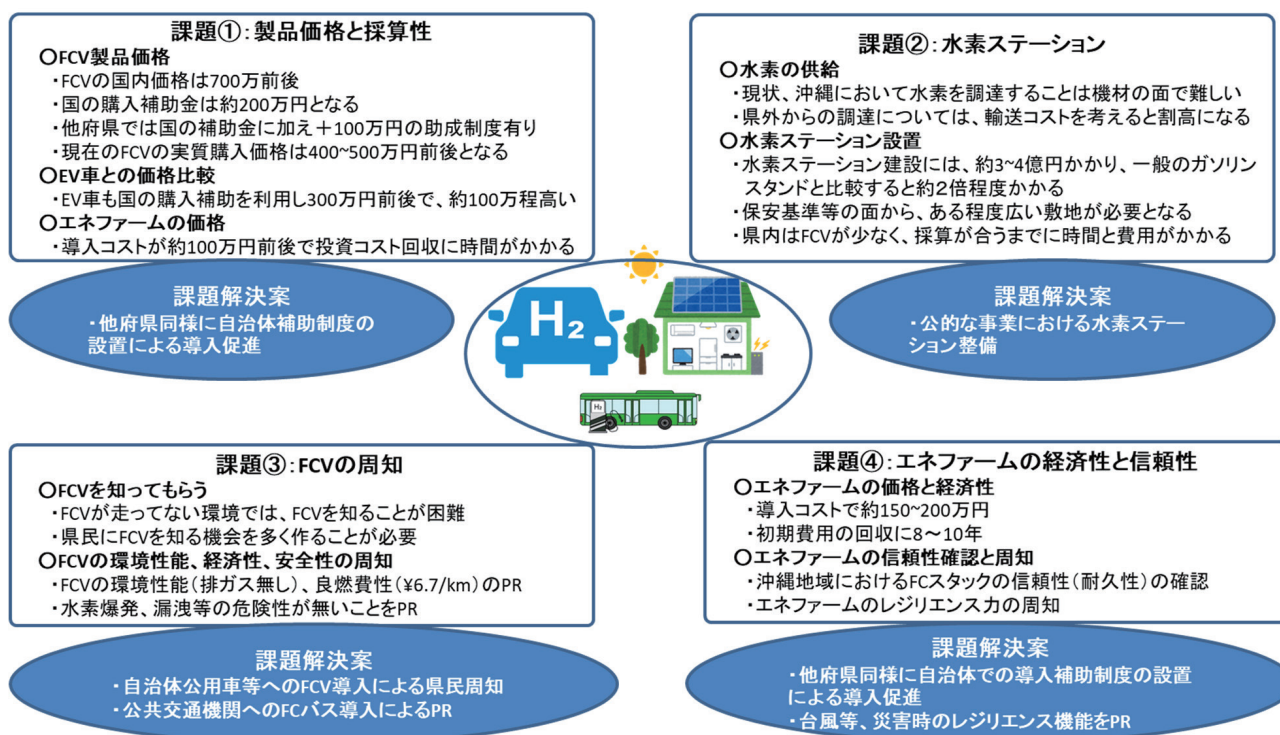 課題①：製品価格と採算性
〇FCV製品価格
・FCVの国内価格は700万前後
・国の購入補助金は約200万円となる
・他府県では国の補助金に加え＋100万円の助成制度有り
・現在のFCVの実質購入価格は400~500万円前後となる
〇EV車との価格比較
・EV車も国の購入補助を利用し300万円前後で、約100万程高い
〇エネファームの価格
・導入コストが約100万円前後で投資コスト回収に時間がかかる
課題解決案
・他府県同様に自治体補助制度の
設置による導入促進
課題②：水素ステーション
〇水素の供給
・現状、沖縄において水素を調達することは機材の面で難しい
・県外からの調達については、輸送コストを考えると割高になる
〇水素ステーション設置
・水素ステーション建設には、約3~4億円かかり、一般のガソリン
スタンドと比較すると約２倍程度かかる
・保安基準等の面から、ある程度広い敷地が必要となる
・県内はFCVが少なく、採算が合うまでに時間と費用がかかる
課題解決案
・公的な事業における水素ステー
ション整備
H₂
H₂
課題③：FCVの周知
〇FCVを知ってもらう
・FCVが走ってない環境では、FCVを知ることが困難
・県民にFCVを知る機会を多く作ることが必要
〇FCVの環境性能、経済性、安全性の周知
・FCVの環境性能（排ガス無し）、良燃費性（¥6.7/km）のPR
・水素爆発、漏洩等の危険性が無いことをPR
課題解決案
・自治体公用車等へのFCV導入による県民周知
・公共交通機関へのFCバス導入によるPR
課題④：エネファームの経済性と信頼性
〇エネファームの価格と経済性
・導入コストで約150~200万円
・初期費用の回収に8～10年
〇エネファームの信頼性確認と周知
・沖縄地域におけるFCスタックの信頼性（耐久性）の確認
・エネファームのレジリエンス力の周知
課題解決案
・他府県同様に自治体での導入補助制度の設置
による導入促進
・台風等、災害時のレジリエンス機能をPR